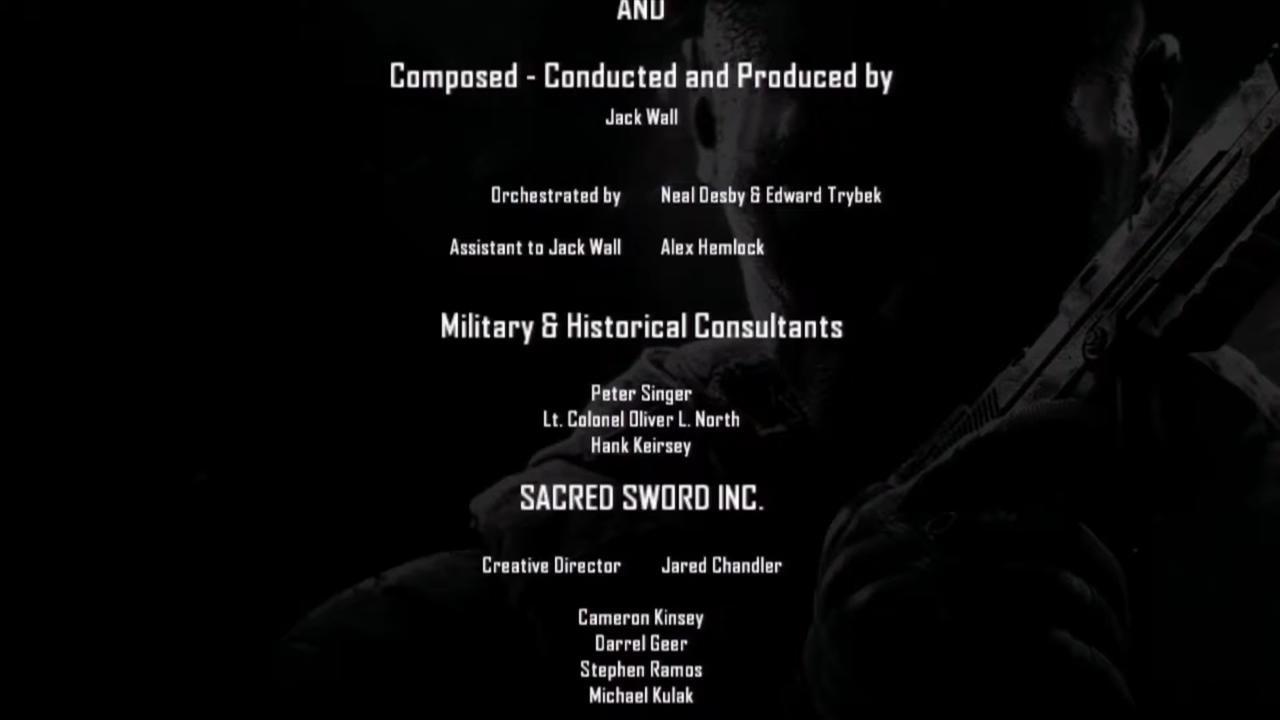 AND
Composed - Conducted and Produced by
Jack Wall
Orchestrated by Neal Desby & Edward Trybek
Assistant to Jack Wall Alex Hemlock
Military & Historical Consultants
Peter Singer
Lt. Colonel Oliver L. North
Hank Keirsey
SACRED SWORD INC.
Creative Director Jared Chandler
Cameron Kinsey
Darrel Geer
Stephen Ramos
Michael Kulak